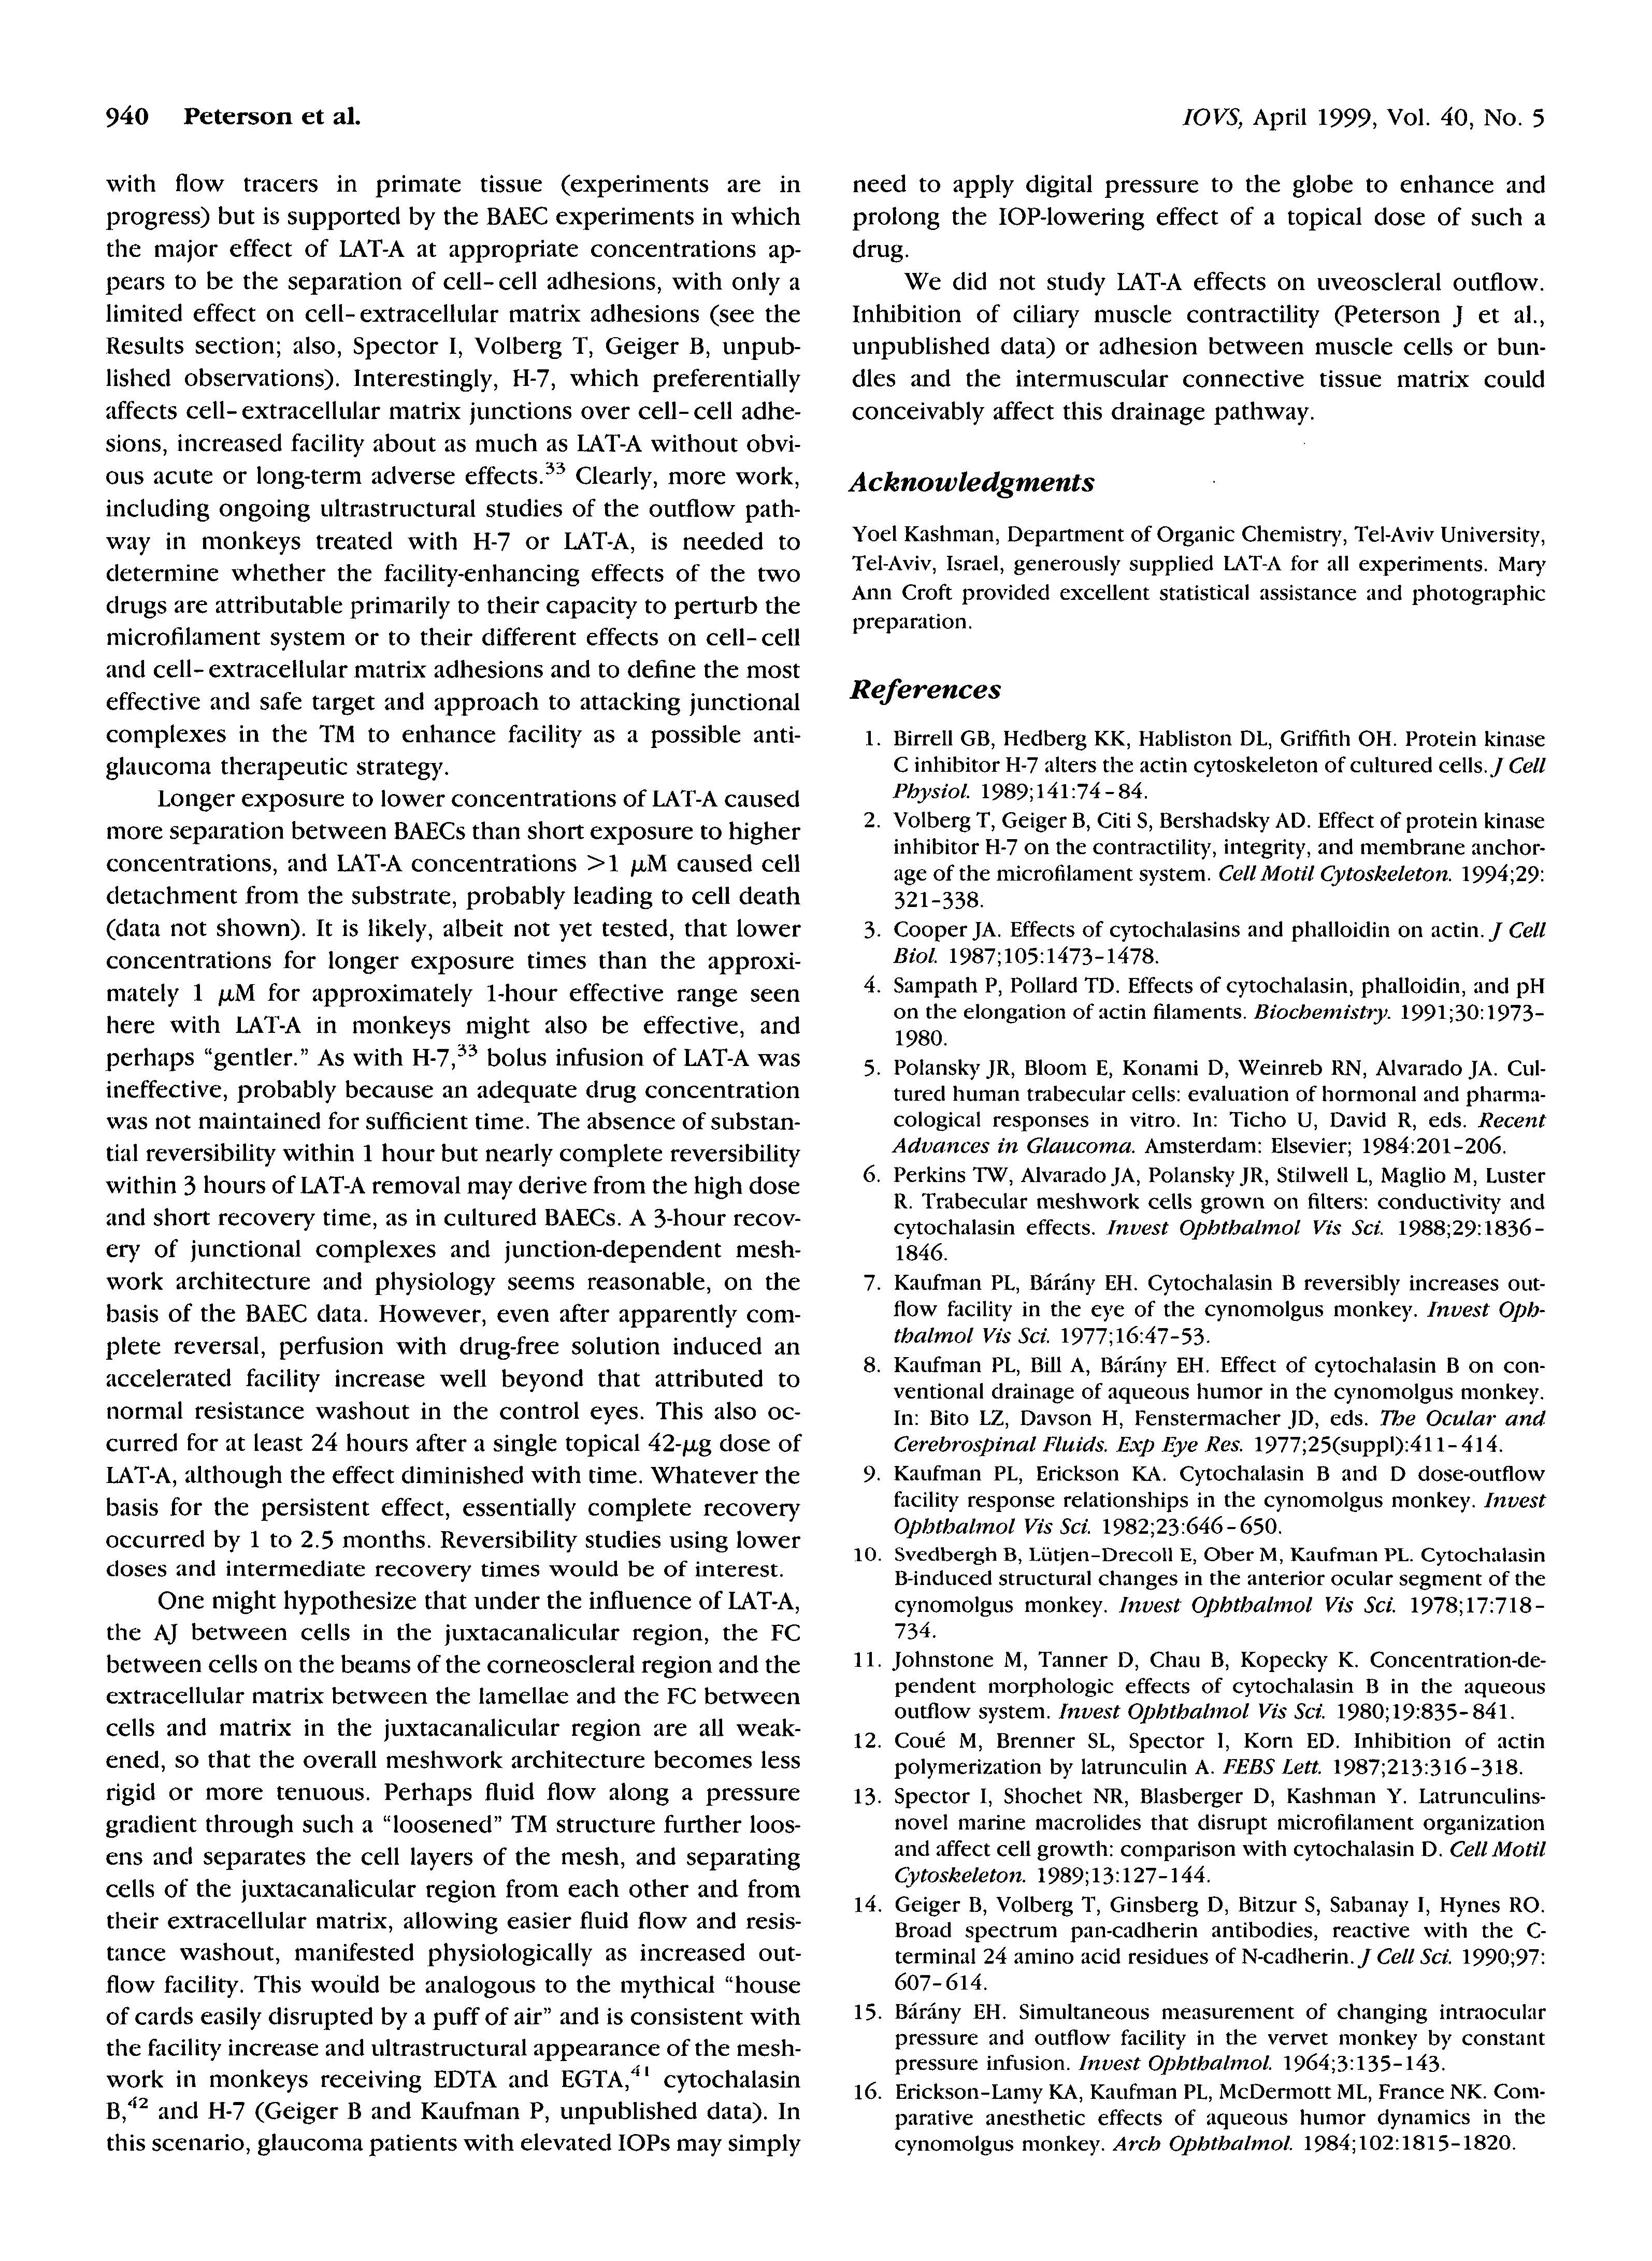 940 Peterson et al.
IOVS, April 1999, Vol. 40, No. 5
with flow tracers in primate tissue (experiments are in
progress) but is supported by the BAEC experiments in which
the major effect of LAT-A at appropriate concentrations ap-
pears to be the separation of cell–cell adhesions, with only a
limited effect on cell–extracellular matrix adhesions (see the
Results section; also, Spector I, Volberg T, Geiger B, unpub-
lished observations). Interestingly, H-7, which preferentially
affects cell–extracellular matrix junctions over cell–cell adhe-
sions, increased facility about as much as LAT-A without obvi-
ous acute or long-term adverse effects.³³ Clearly, more work,
including ongoing ultrastructural studies of the outflow path-
way in monkeys treated with H-7 or LAT-A, is needed to
determine whether the facility-enhancing effects of the two
drugs are attributable primarily to their capacity to perturb the
microfilament system or to their different effects on cell–cell
and cell–extracellular matrix adhesions and to define the most
effective and safe target and approach to attacking junctional
complexes in the TM to enhance facility as a possible anti-
glaucoma therapeutic strategy.
Longer exposure to lower concentrations of LAT-A caused
more separation between BAECs than short exposure to higher
concentrations, and LAT-A concentrations >1 μM caused cell
detachment from the substrate, probably leading to cell death
(data not shown). It is likely, albeit not yet tested, that lower
concentrations for longer exposure times than the approxi-
mately 1 μM for approximately 1-hour effective range seen
here with LAT-A in monkeys might also be effective, and
perhaps “gentler.” As with H-7,³³ bolus infusion of LAT-A was
ineffective, probably because an adequate drug concentration
was not maintained for sufficient time. The absence of substan-
tial reversibility within 1 hour but nearly complete reversibility
within 3 hours of LAT-A removal may derive from the high dose
and short recovery time, as in cultured BAECs. A 3-hour recov-
ery of junctional complexes and junction-dependent mesh-
work architecture and physiology seems reasonable, on the
basis of the BAEC data. However, even after apparently com-
plete reversal, perfusion with drug-free solution induced an
accelerated facility increase well beyond that attributed to
normal resistance washout in the control eyes. This also oc-
curred for at least 24 hours after a single topical 42-μg dose of
LAT-A, although the effect diminished with time. Whatever the
basis for the persistent effect, essentially complete recovery
occurred by 1 to 2.5 months. Reversibility studies using lower
doses and intermediate recovery times would be of interest.
One might hypothesize that under the influence of LAT-A,
the AJ between cells in the juxtacanalicular region, the FC
between cells on the beams of the corneoscleral region and the
extracellular matrix between the lamellae and the FC between
cells and matrix in the juxtacanalicular region are all weak-
ened, so that the overall meshwork architecture becomes less
rigid or more tenuous. Perhaps fluid flow along a pressure
gradient through such a “loosened” TM structure further loos-
ens and separates the cell layers of the mesh, and separating
cells of the juxtacanalicular region from each other and from
their extracellular matrix, allowing easier fluid flow and resis-
tance washout, manifested physiologically as increased out-
flow facility. This would be analogous to the mythical “house
of cards easily disrupted by a puff of air” and is consistent with
the facility increase and ultrastructural appearance of the mesh-
work in monkeys receiving EDTA and EGTA,⁴¹ cytochalasin
B,⁴² and H-7 (Geiger B and Kaufman P, unpublished data). In
this scenario, glaucoma patients with elevated IOPs may simply
need to apply digital pressure to the globe to enhance and
prolong the IOP-lowering effect of a topical dose of such a
drug.
We did not study LAT-A effects on uveoscleral outflow.
Inhibition of ciliary muscle contractility (Peterson J et al.,
unpublished data) or adhesion between muscle cells or bun-
dles and the intermuscular connective tissue matrix could
conceivably affect this drainage pathway.
Acknowledgments
Yoel Kashman, Department of Organic Chemistry, Tel-Aviv University,
Tel-Aviv, Israel, generously supplied LAT-A for all experiments. Mary
Ann Croft provided excellent statistical assistance and photographic
preparation.
References
1. Birrell GB, Hedberg KK, Habliston DL, Griffith OH. Protein kinase
C inhibitor H-7 alters the actin cytoskeleton of cultured cells. J Cell
Physiol. 1989;141:74–84.
2. Volberg T, Geiger B, Citi S, Bershadsky AD. Effect of protein kinase
inhibitor H-7 on the contractility, integrity, and membrane anchor-
age of the microfilament system. Cell Motil Cytoskeleton. 1994;29:
321–338.
3. Cooper JA. Effects of cytochalasins and phalloidin on actin. J Cell
Biol. 1987;105:1473–1478.
4. Sampath P, Pollard TD. Effects of cytochalasin, phalloidin, and pH
on the elongation of actin filaments. Biochemistry. 1991;30:1973–
1980.
5. Polansky JR, Bloom E, Konami D, Weinreb RN, Alvarado JA. Cul-
tured human trabecular cells: evaluation of hormonal and pharma-
cological responses in vitro. In: Ticho U, David R, eds. Recent
Advances in Glaucoma. Amsterdam: Elsevier; 1984:201–206.
6. Perkins TW, Alvarado JA, Polansky JR, Stilwell L, Maglio M, Luster
R. Trabecular meshwork cells grown on filters: conductivity and
cytochalasin effects. Invest Ophthalmol Vis Sci. 1988;29:1836–
1846.
7. Kaufman PL, Bárány EH. Cytochalasin B reversibly increases out-
flow facility in the eye of the cynomolgus monkey. Invest Oph-
thalmol Vis Sci. 1977;16:47–53.
8. Kaufman PL, Bill A, Bárány EH. Effect of cytochalasin B on con-
ventional drainage of aqueous humor in the cynomolgus monkey.
In: Bito LZ, Davson H, Fenstermacher JD, eds. The Ocular and
Cerebrospinal Fluids. Exp Eye Res. 1977;25(suppl):411–414.
9. Kaufman PL, Erickson KA. Cytochalasin B and D dose-outflow
facility response relationships in the cynomolgus monkey. Invest
Ophthalmol Vis Sci. 1982;23:646–650.
10. Svedbergh B, Lütjen–Drecoll E, Ober M, Kaufman PL. Cytochalasin
B-induced structural changes in the anterior ocular segment of the
cynomolgus monkey. Invest Ophthalmol Vis Sci. 1978;17:718–
734.
11. Johnstone M, Tanner D, Chau B, Kopecky K. Concentration-de-
pendent morphologic effects of cytochalasin B in the aqueous
outflow system. Invest Ophthalmol Vis Sci. 1980;19:835–841.
12. Coué M, Brenner SL, Spector I, Korn ED. Inhibition of actin
polymerization by latrunculin A. FEBS Lett. 1987;213:316–318.
13. Spector I, Shochet NR, Blasberger D, Kashman Y. Latrunculins-
novel marine macrolides that disrupt microfilament organization
and affect cell growth: comparison with cytochalasin D. Cell Motil
Cytoskeleton. 1989;13:127–144.
14. Geiger B, Volberg T, Ginsberg D, Bitzur S, Sabanay I, Hynes RO.
Broad spectrum pan-cadherin antibodies, reactive with the C-
terminal 24 amino acid residues of N-cadherin. J Cell Sci. 1990;97:
607–614.
15. Bárány EH. Simultaneous measurement of changing intraocular
pressure and outflow facility in the vervet monkey by constant
pressure infusion. Invest Ophthalmol. 1964;3:135–143.
16. Erickson–Lamy KA, Kaufman PL, McDermott ML, France NK. Com-
parative anesthetic effects of aqueous humor dynamics in the
cynomolgus monkey. Arch Ophthalmol. 1984;102:1815–1820.